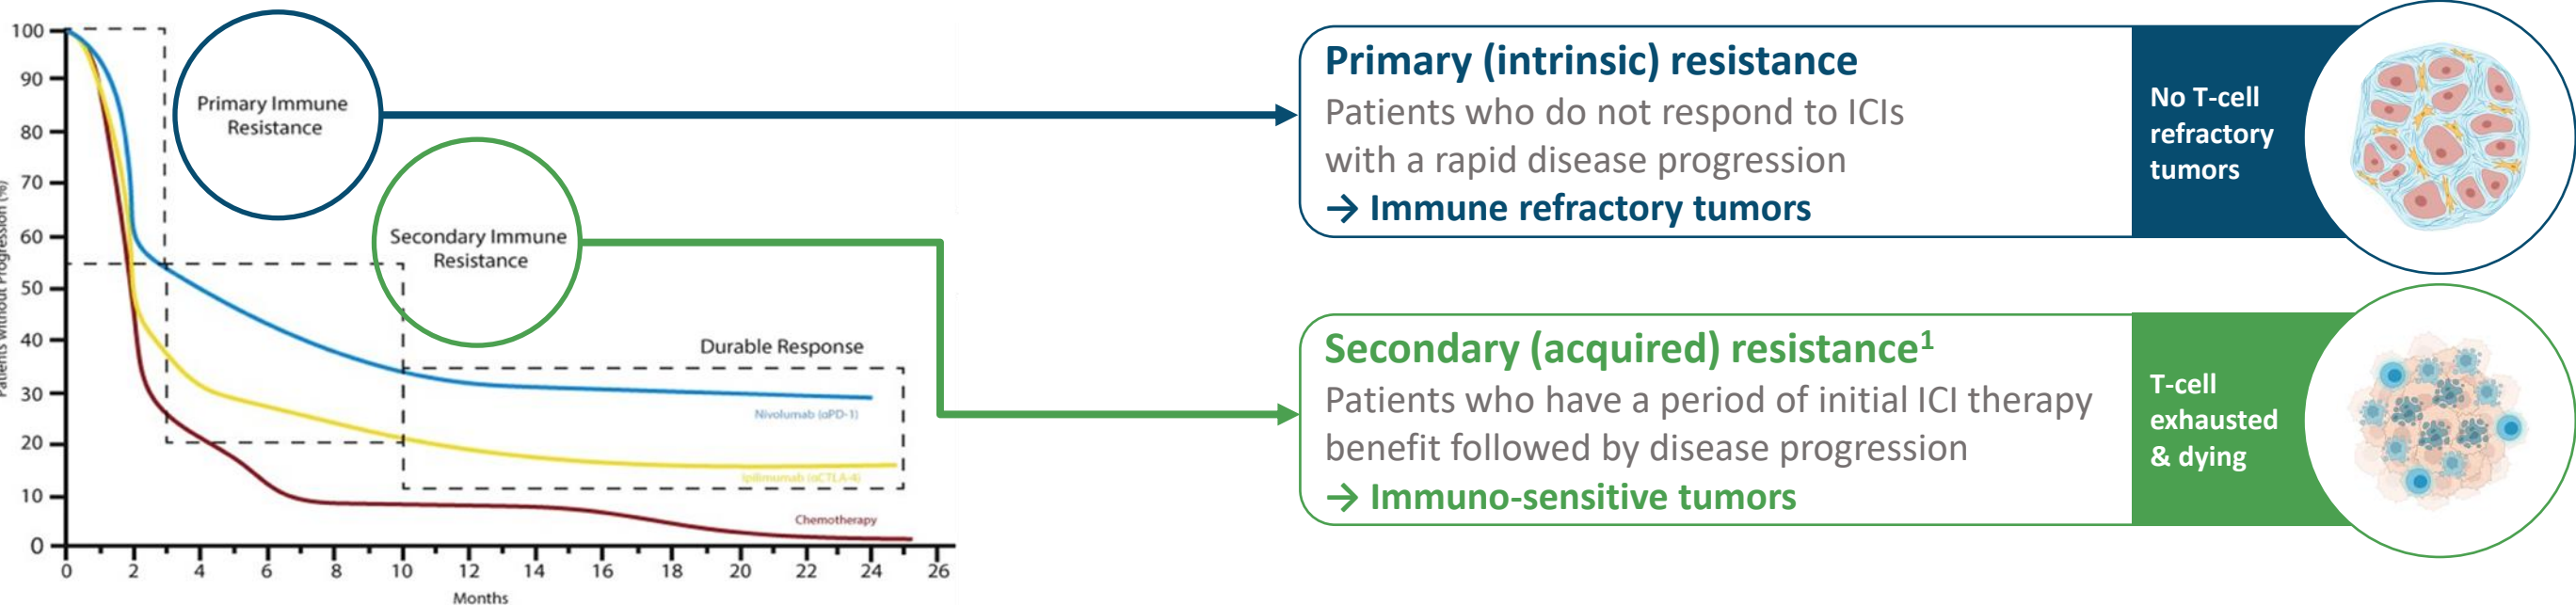 Patients without Progression (%)
100
90
80
70
60
50
40
30
20
10
0
0 2 4 6 8 10 12 14 16 18 20 22 24 26
Months
Primary Immune
Resistance
Secondary Immune
Resistance
Durable Response
Nivolumab (αPD-1)
Ipilimumab (αCTLA-4)
Chemotherapy
Primary (intrinsic) resistance
Patients who do not respond to ICIs
with a rapid disease progression
→ Immune refractory tumors
No T-cell
refractory
tumors
Secondary (acquired) resistance¹
Patients who have a period of initial ICI therapy
benefit followed by disease progression
→ Immuno-sensitive tumors
T-cell
exhausted
& dying